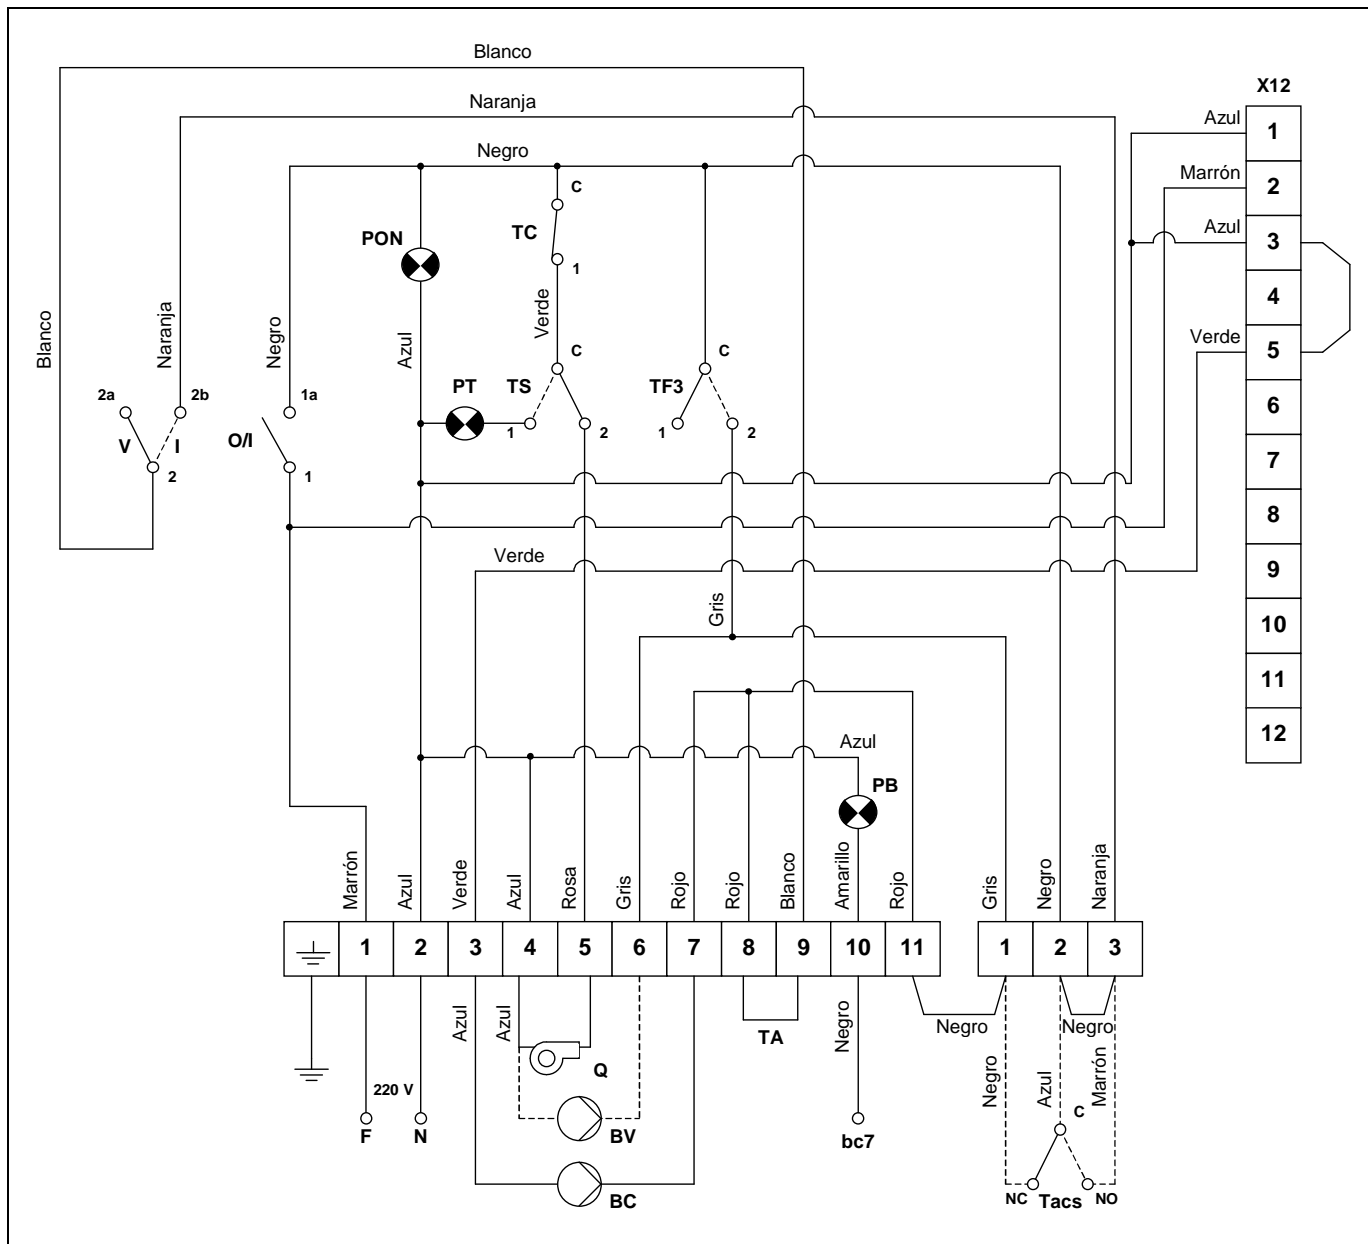 Blanco
X12
Naranja
Azul
1
Negro
Marrón
2
C
PON
TC
Azul
3
1
Blanco
Naranja
Negro
Azul
Verde
4
Verde
5
C
C
PT
TS
TF3
2a
2b
1a
6
V
I
O/I
1
2
1
2
2
1
7
8
Verde
9
Gris
10
11
12
Azul
PB
Marrón
Azul
Verde
Azul
Rosa
Gris
Rojo
Rojo
Blanco
Amarillo
Rojo
Gris
Negro
Naranja
1
2
3
4
5
6
7
8
9
10
11
1
2
3
Azul
Azul
Negro
Negro
Negro
TA
Q
Negro
Azul
Marrón
220 V
C
F
N
BV
bc7
BC
NC
Tacs
NO